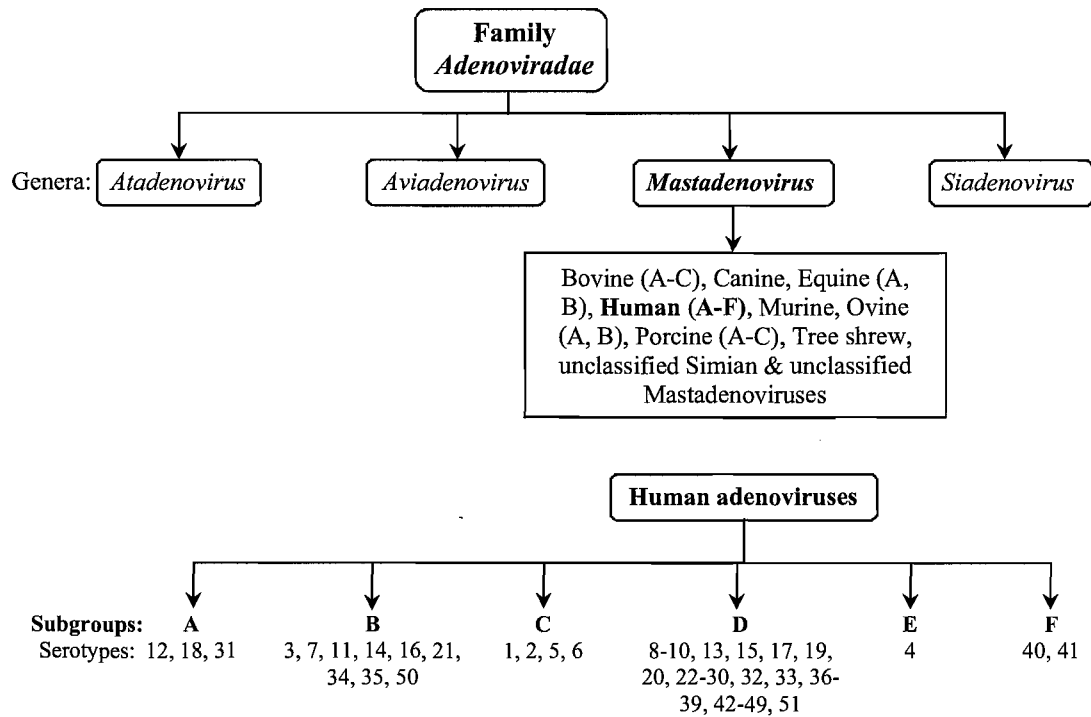 Family
Adenoviradae
Genera: Atadenovirus Aviadenovirus Mastadenovirus Siadenovirus
Bovine (A-C), Canine, Equine (A,
B), Human (A-F), Murine, Ovine
(A, B), Porcine (A-C), Tree shrew,
unclassified Simian & unclassified
Mastadenoviruses
Human adenoviruses
Subgroups: A B C D E F
Serotypes: 12, 18, 31 3, 7, 11, 14, 16, 21, 1, 2, 5, 6 8-10, 13, 15, 17, 19, 4 40, 41
34, 35, 50 20, 22-30, 32, 33, 36-
39, 42-49, 51